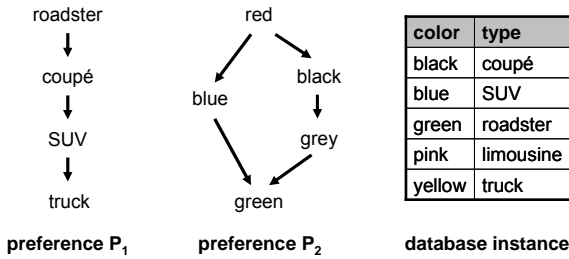 roadster
coupé
SUV
truck
preference P₁
red
blue
black
grey
green
preference P₂
color type
black coupé
blue SUV
green roadster
pink limousine
yellow truck
database instance